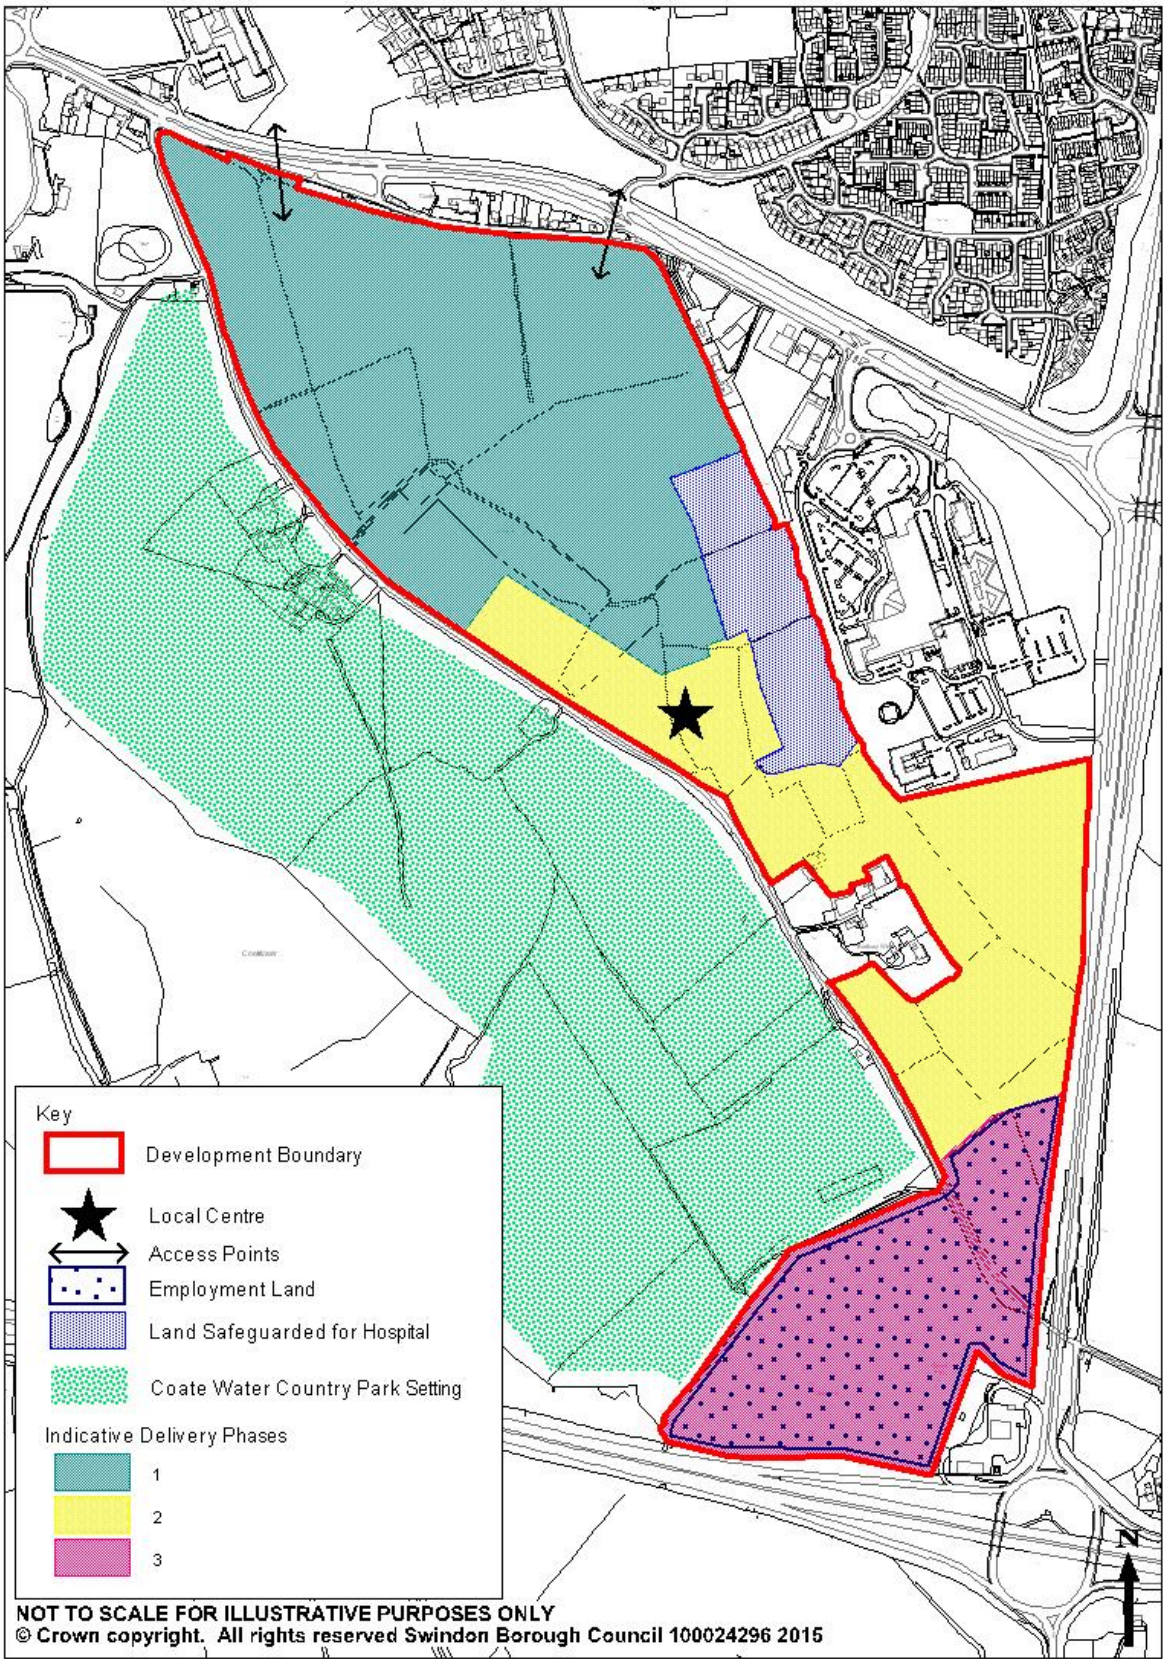 Key
Development Boundary
Local Centre
Access Points
Employment Land
Land Safeguarded for Hospital
Coate Water Country Park Setting
Indicative Delivery Phases
1
2
3
N
NOT TO SCALE FOR ILLUSTRATIVE PURPOSES ONLY
© Crown copyright. All rights reserved Swindon Borough Council 100024296 2015